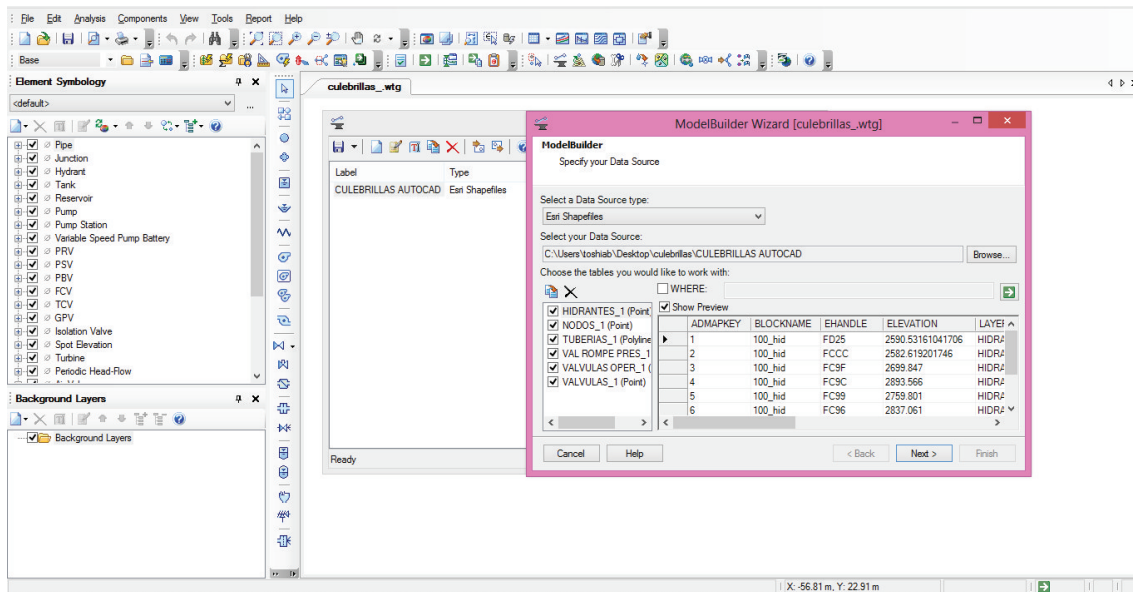 File Edit Analysis Components View Tools Report Help
Base
Element Symbology
<default>
...
Pipe
Junction
Hydrant
Tank
Reservoir
Pump
Pump Station
Variable Speed Pump Battery
PRV
PSV
PBV
FCV
TCV
GPV
Isolation Valve
Spot Elevation
Turbine
Periodic Head-Flow
Background Layers
Background Layers
culebrillas_.wtg
Label Type
CULEBRILLAS AUTOCAD Esri Shapefiles
Ready
ModelBuilder Wizard [culebrillas_.wtg]
ModelBuilder
Specify your Data Source
Select a Data Source type:
Esri Shapefiles
Select your Data Source:
C:\Users\toshiab\Desktop\culebrillas\CULEBRILLAS AUTOCAD Browse...
Choose the tables you would like to work with:
WHERE:
Show Preview
HIDRANTES_1 (Point)
NODOS_1 (Point)
TUBERIAS_1 (Polyline
VAL ROMPE PRES_1
VALVULAS OPER_1 (
VALVULAS_1 (Point)
ADMAPKEY BLOCKNAME EHANDLE ELEVATION LAYER
1 100_hid FD25 2590.53161041706 HIDRA
2 100_hid FCCC 2582.619201746 HIDRA
3 100_hid FC9F 2699.847 HIDRA
4 100_hid FC9C 2893.566 HIDRA
5 100_hid FC99 2759.801 HIDRA
6 100_hid FC96 2837.061 HIDRA
Cancel Help < Back Next > Finish
X: -56.81 m, Y: 22.91 m